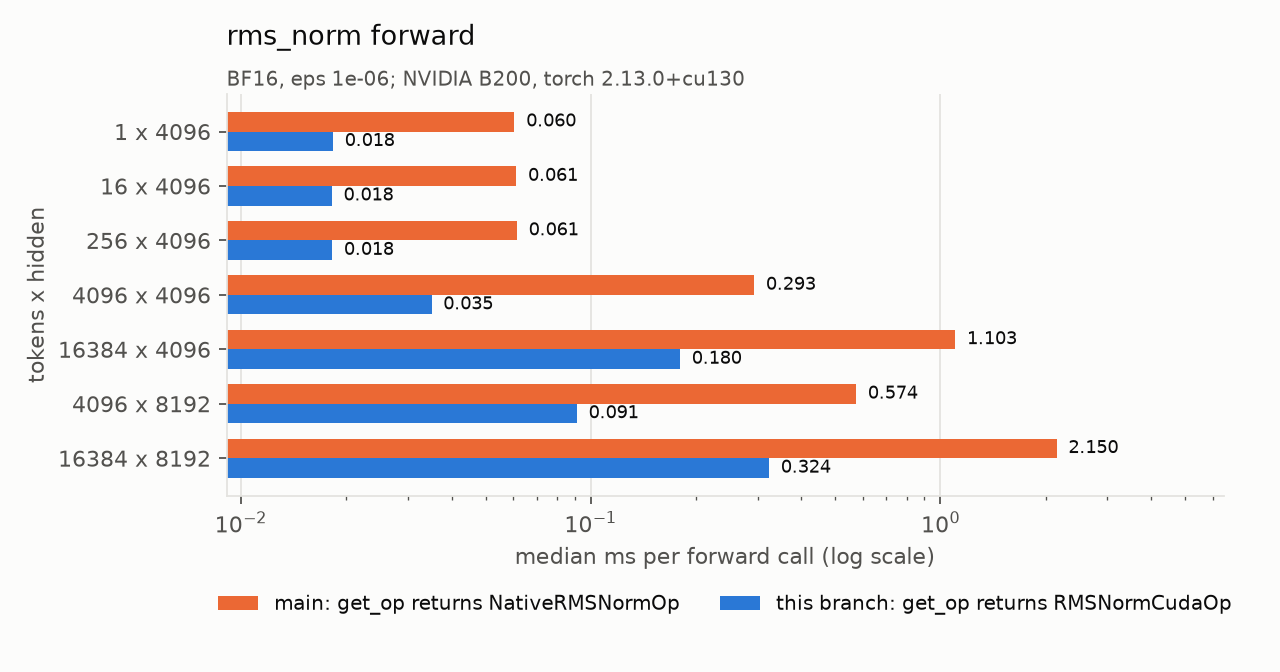 rms_norm forward
BF16, eps 1e-06; NVIDIA B200, torch 2.13.0+cu130
tokens x hidden
1 x 4096
0.060
0.018
16 x 4096
0.061
0.018
256 x 4096
0.061
0.018
4096 x 4096
0.293
0.035
16384 x 4096
1.103
0.180
4096 x 8192
0.574
0.091
16384 x 8192
2.150
0.324
10⁻² 10⁻¹ 10⁰
median ms per forward call (log scale)
main: get_op returns NativeRMSNormOp
this branch: get_op returns RMSNormCudaOp